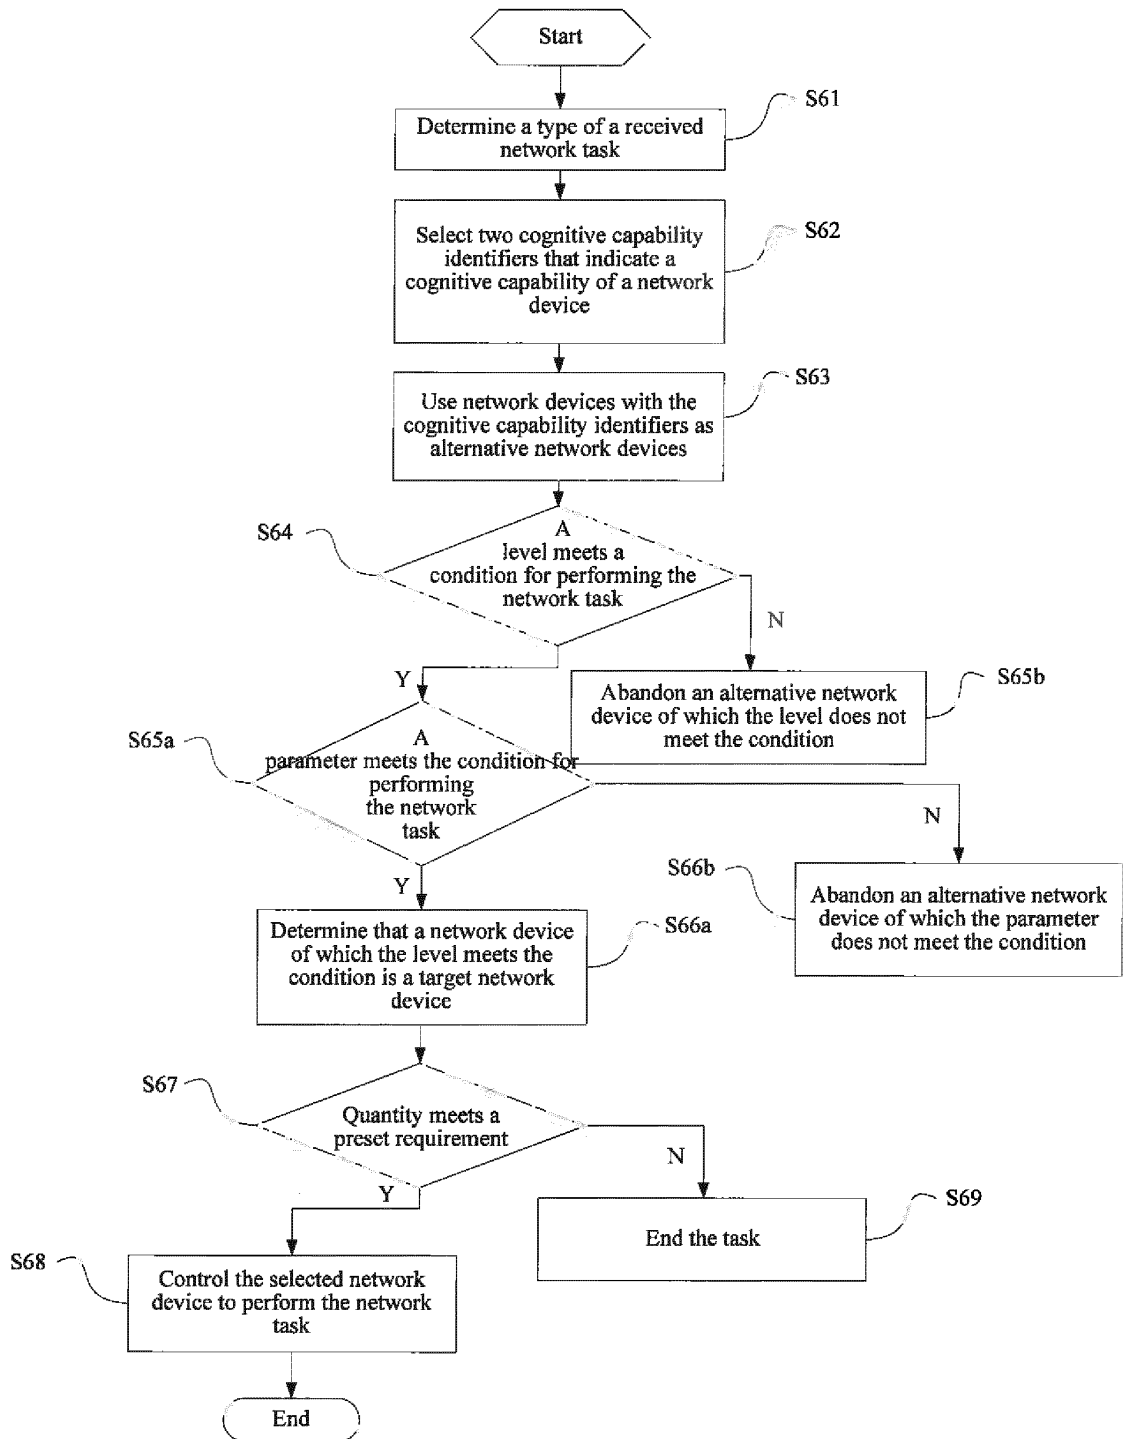 Start
S61
Determine a type of a received
network task
S62
Select two cognitive capability
identifiers that indicate a
cognitive capability of a network
device
S63
Use network devices with the
cognitive capability identifiers as
alternative network devices
S64
A
level meets a
condition for performing the
network task
N
Y
S65b
Abandon an alternative network
device of which the level does not
meet the condition
S65a
A
parameter meets the condition for
performing
the network
task
N
Y
S66b
Abandon an alternative network
device of which the parameter
does not meet the condition
S66a
Determine that a network device
of which the level meets the
condition is a target network
device
S67
Quantity meets a
preset requirement
N
Y
S69
End the task
S68
Control the selected network
device to perform the network
task
End